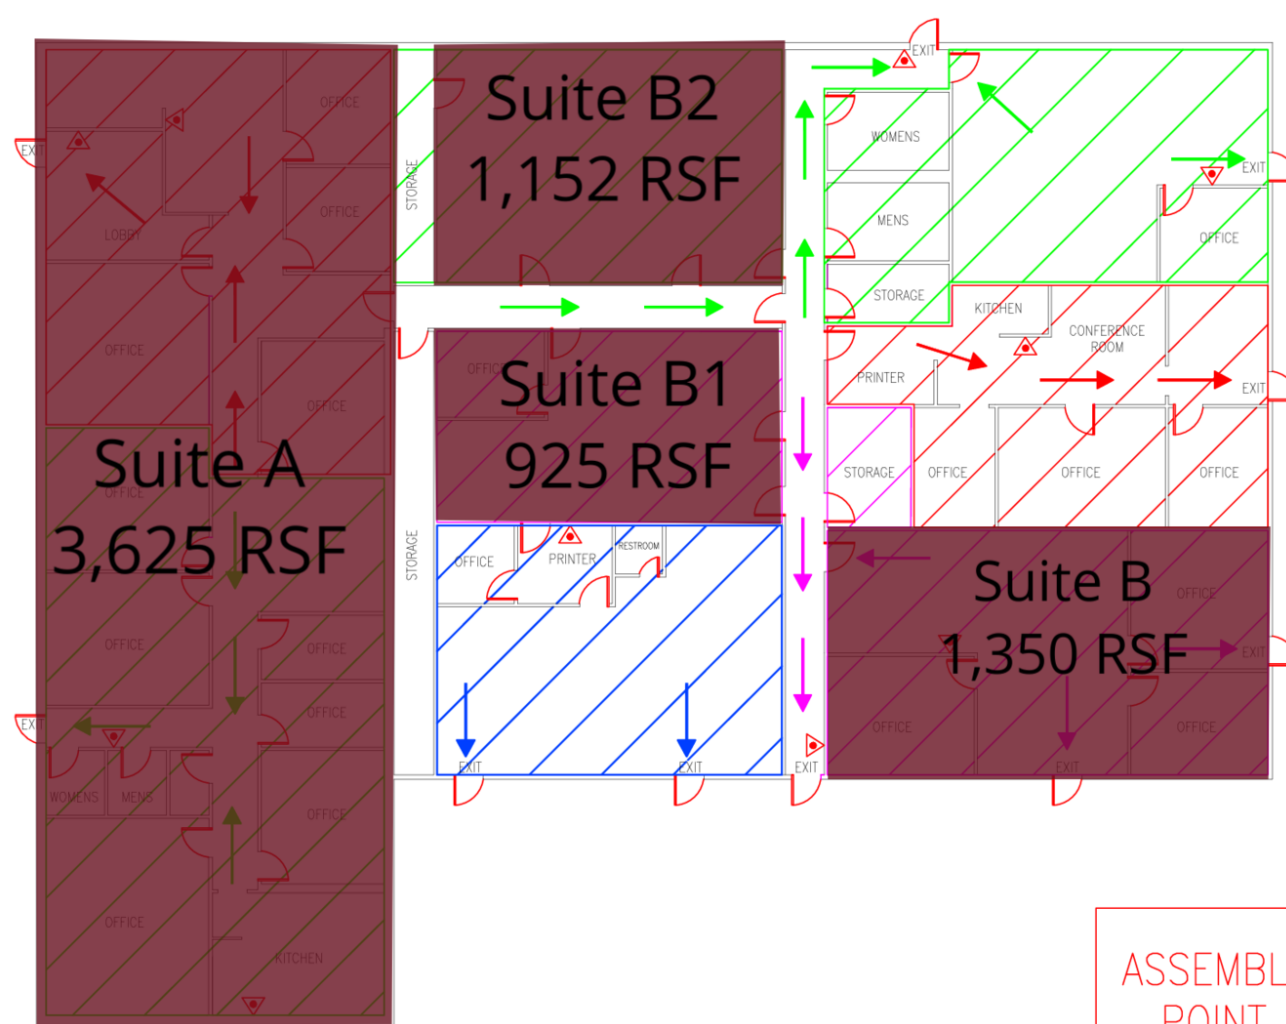 EXIT
OFFICE
Suite B2
1,152 RSF
STORAGE
WOMENS
EXIT
EXIT
OFFICE
MENS
OFFICE
LOBBY
STORAGE
KITCHEN
CONFERENCE
ROOM
OFFICE
OFFICE
OFFICE
Suite B1
925 RSF
PRINTER
EXIT
Suite A
3,625 RSF
OFFICE
STORAGE
OFFICE
OFFICE
OFFICE
STORAGE
OFFICE
PRINTER
RESTROOM
Suite B
1,350 RSF
OFFICE
OFFICE
OFFICE
EXIT
OFFICE
EXIT
OFFICE
OFFICE
EXIT
EXIT
EXIT
EXIT
WOMENS
MENS
OFFICE
OFFICE
KITCHEN
ASSEMBL
POINT